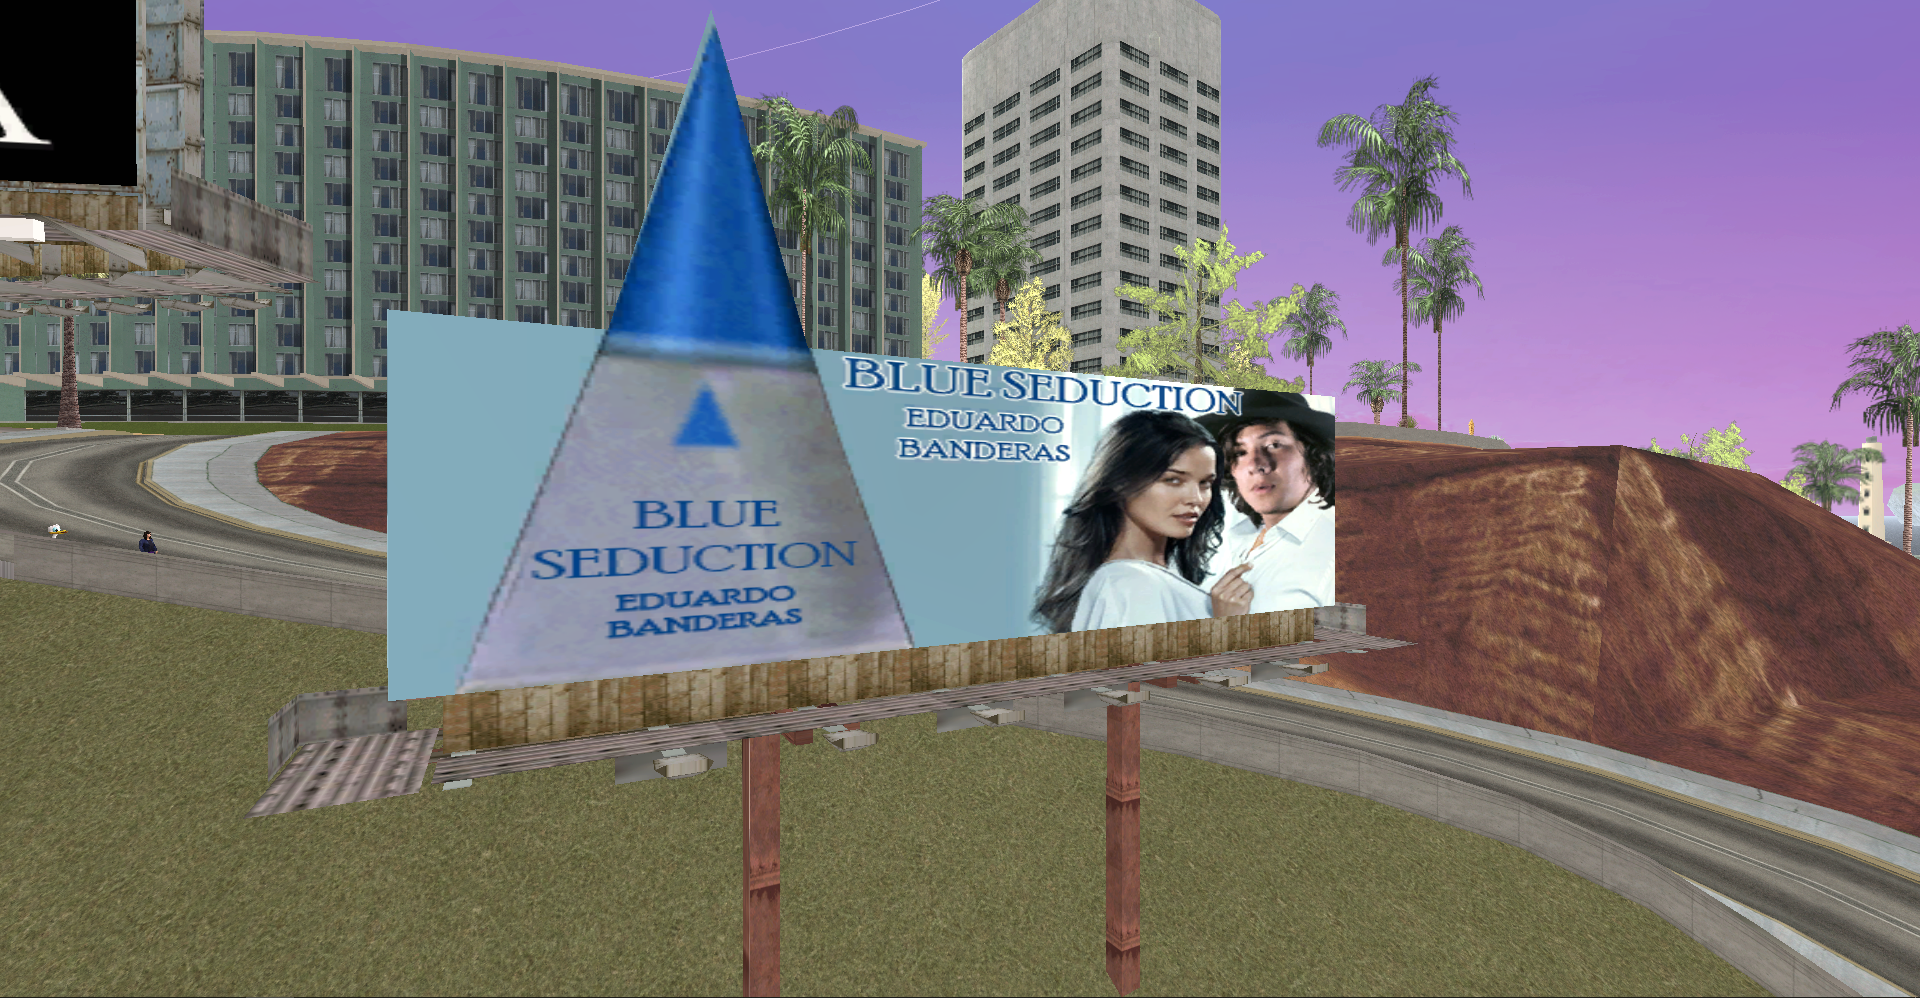 BLUE
SEDUCTION
EDUARDO
BANDERAS
BLUE SEDUCTION
EDUARDO
BANDERAS
A